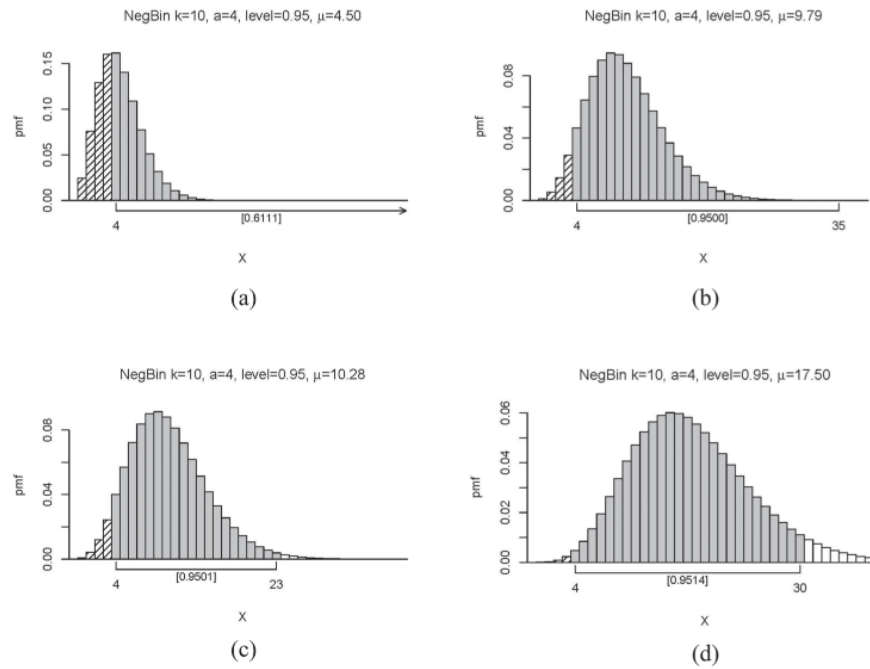 NegBin k=10, a=4, level=0.95, μ=4.50
pmf
0.15
0.10
0.05
0.00
[0.6111]
4
X
(a)
NegBin k=10, a=4, level=0.95, μ=9.79
pmf
0.08
0.04
0.00
[0.9500]
4 35
X
(b)
NegBin k=10, a=4, level=0.95, μ=10.28
pmf
0.08
0.04
0.00
[0.9501]
4 23
X
(c)
NegBin k=10, a=4, level=0.95, μ=17.50
pmf
0.06
0.04
0.02
0.00
[0.9514]
4 30
X
(d)